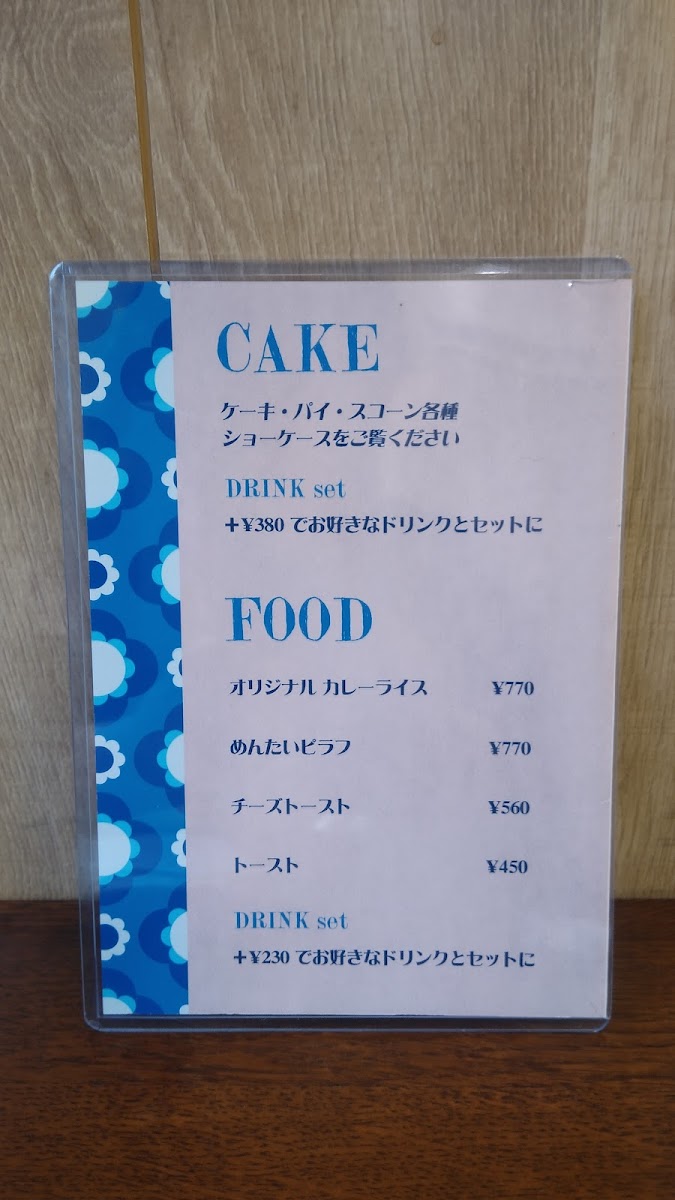 CAKE
ケーキ・パイ・スコーン各種
ショーケースをご覧ください
DRINK set
+¥380 でお好きなドリンクとセットに
FOOD
オリジナル カレーライス ¥770
めんたいピラフ ¥770
チーズトースト ¥560
トースト ¥450
DRINK set
+¥230 でお好きなドリンクとセットに